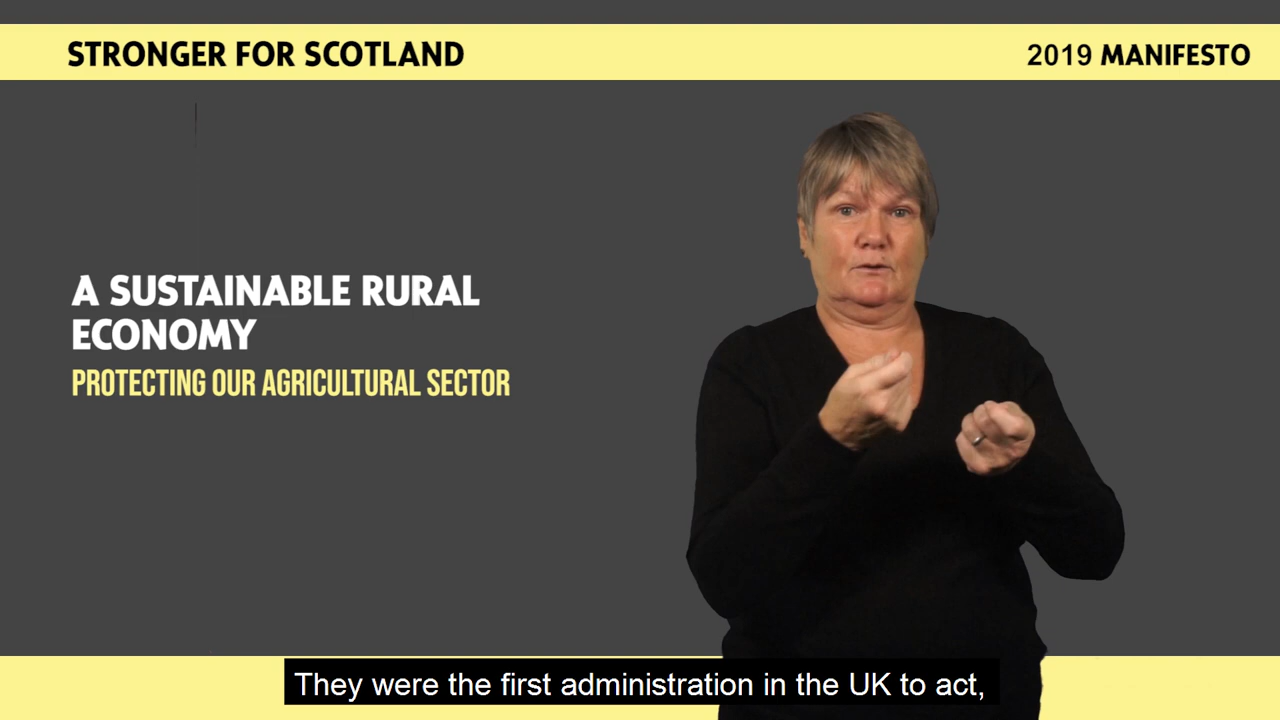 STRONGER FOR SCOTLAND
2019 MANIFESTO
A SUSTAINABLE RURAL
ECONOMY
PROTECTING OUR AGRICULTURAL SECTOR
They were the first administration in the UK to act,